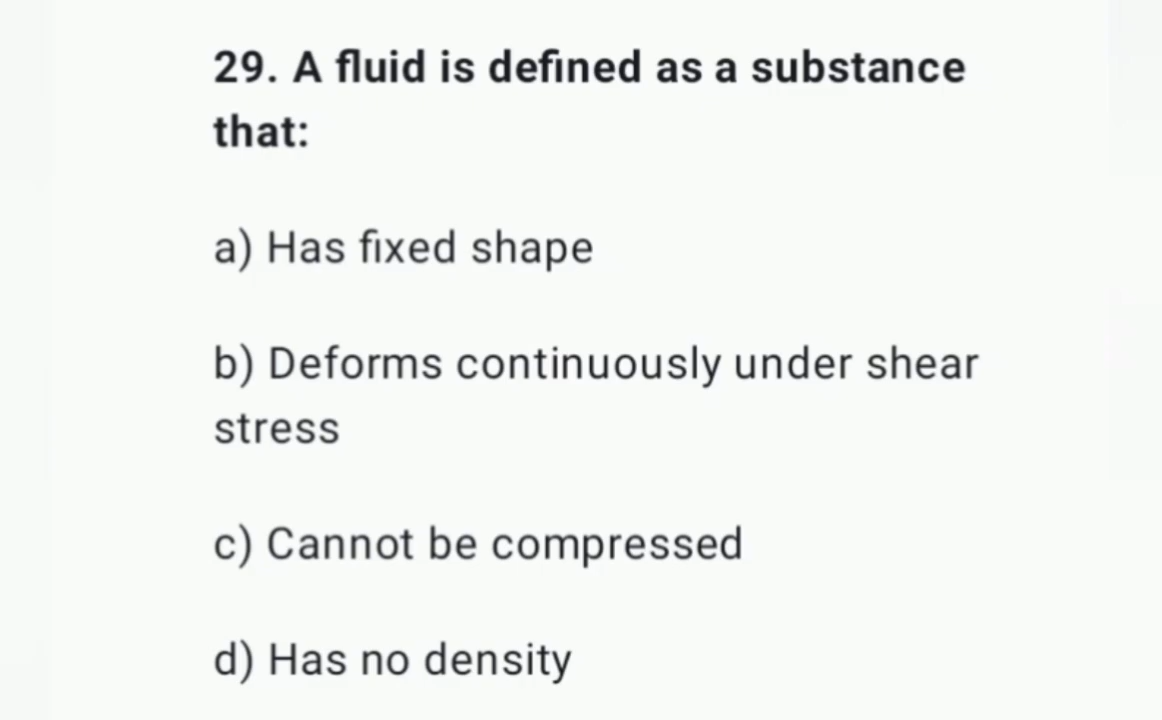 29. A fluid is defined as a substance
that:
a) Has fixed shape
b) Deforms continuously under shear
stress
c) Cannot be compressed
d) Has no density